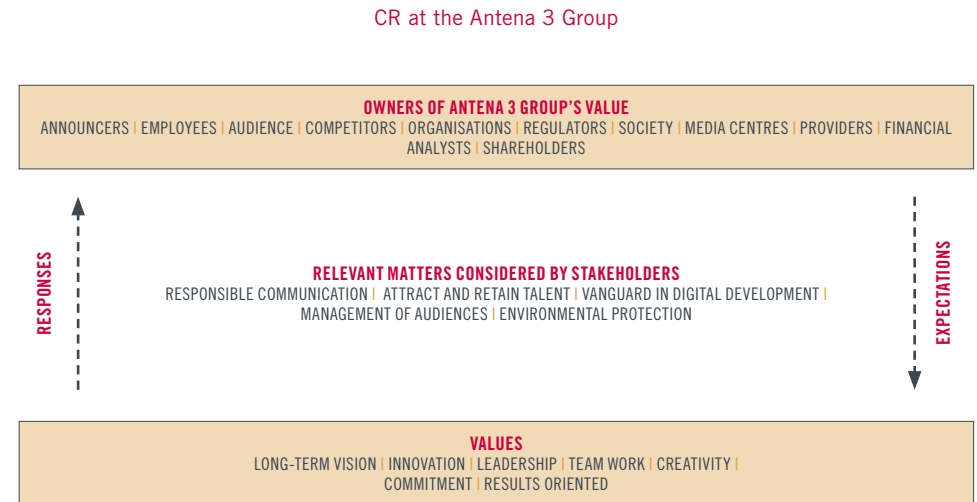 CR at the Antena 3 Group
OWNERS OF ANTENA 3 GROUP'S VALUE
ANNOUNCERS | EMPLOYEES | AUDIENCE | COMPETITORS | ORGANISATIONS | REGULATORS | SOCIETY | MEDIA CENTRES | PROVIDERS | FINANCIAL
ANALYSTS | SHAREHOLDERS
RESPONSES
RELEVANT MATTERS CONSIDERED BY STAKEHOLDERS
RESPONSIBLE COMMUNICATION | ATTRACT AND RETAIN TALENT | VANGUARD IN DIGITAL DEVELOPMENT |
MANAGEMENT OF AUDIENCES | ENVIRONMENTAL PROTECTION
EXPECTATIONS
VALUES
LONG-TERM VISION | INNOVATION | LEADERSHIP | TEAM WORK | CREATIVITY |
COMMITMENT | RESULTS ORIENTED